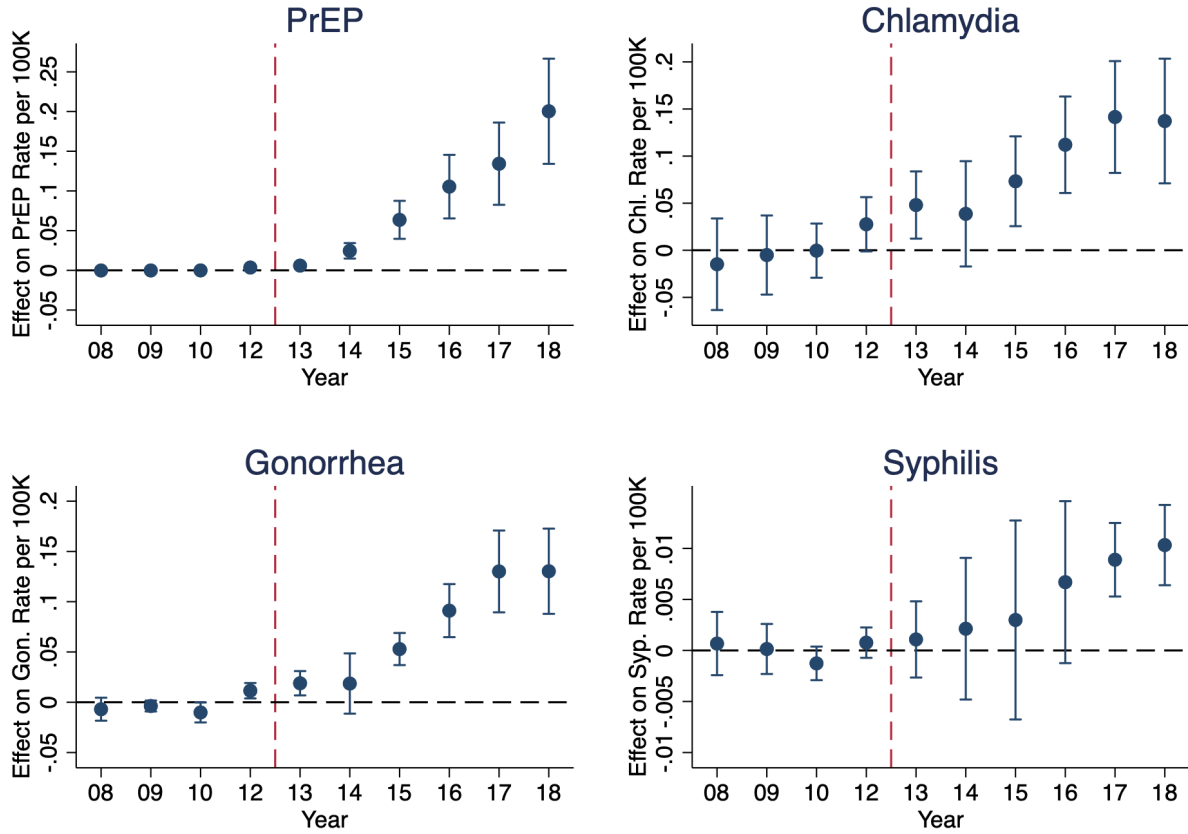 PrEP
Effect on PrEP Rate per 100K
.25
.2
.15
.1
.05
0
-.05
08 09 10 12 13 14 15 16 17 18
Year
Chlamydia
Effect on Chl. Rate per 100K
.2
.15
.1
.05
0
-.05
08 09 10 12 13 14 15 16 17 18
Year
Gonorrhea
Effect on Gon. Rate per 100K
.2
.15
.1
.05
0
-.05
08 09 10 12 13 14 15 16 17 18
Year
Syphilis
Effect on Syp. Rate per 100K
.01
.005
0
-.005
-.01
08 09 10 12 13 14 15 16 17 18
Year